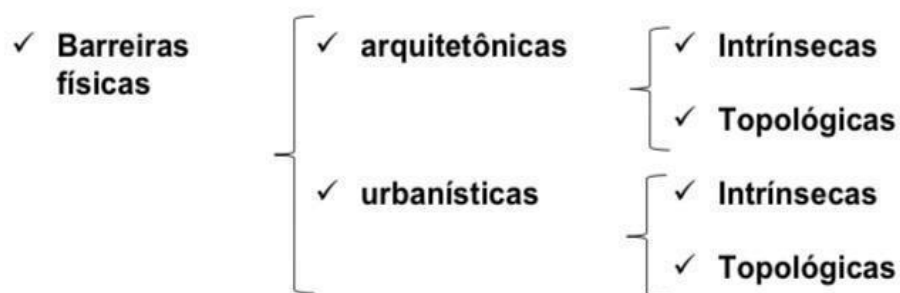 ✓ Barreiras físicas
✓ arquitetônicas
✓ Intrínsecas
✓ Topológicas
✓ urbanísticas
✓ Intrínsecas
✓ Topológicas